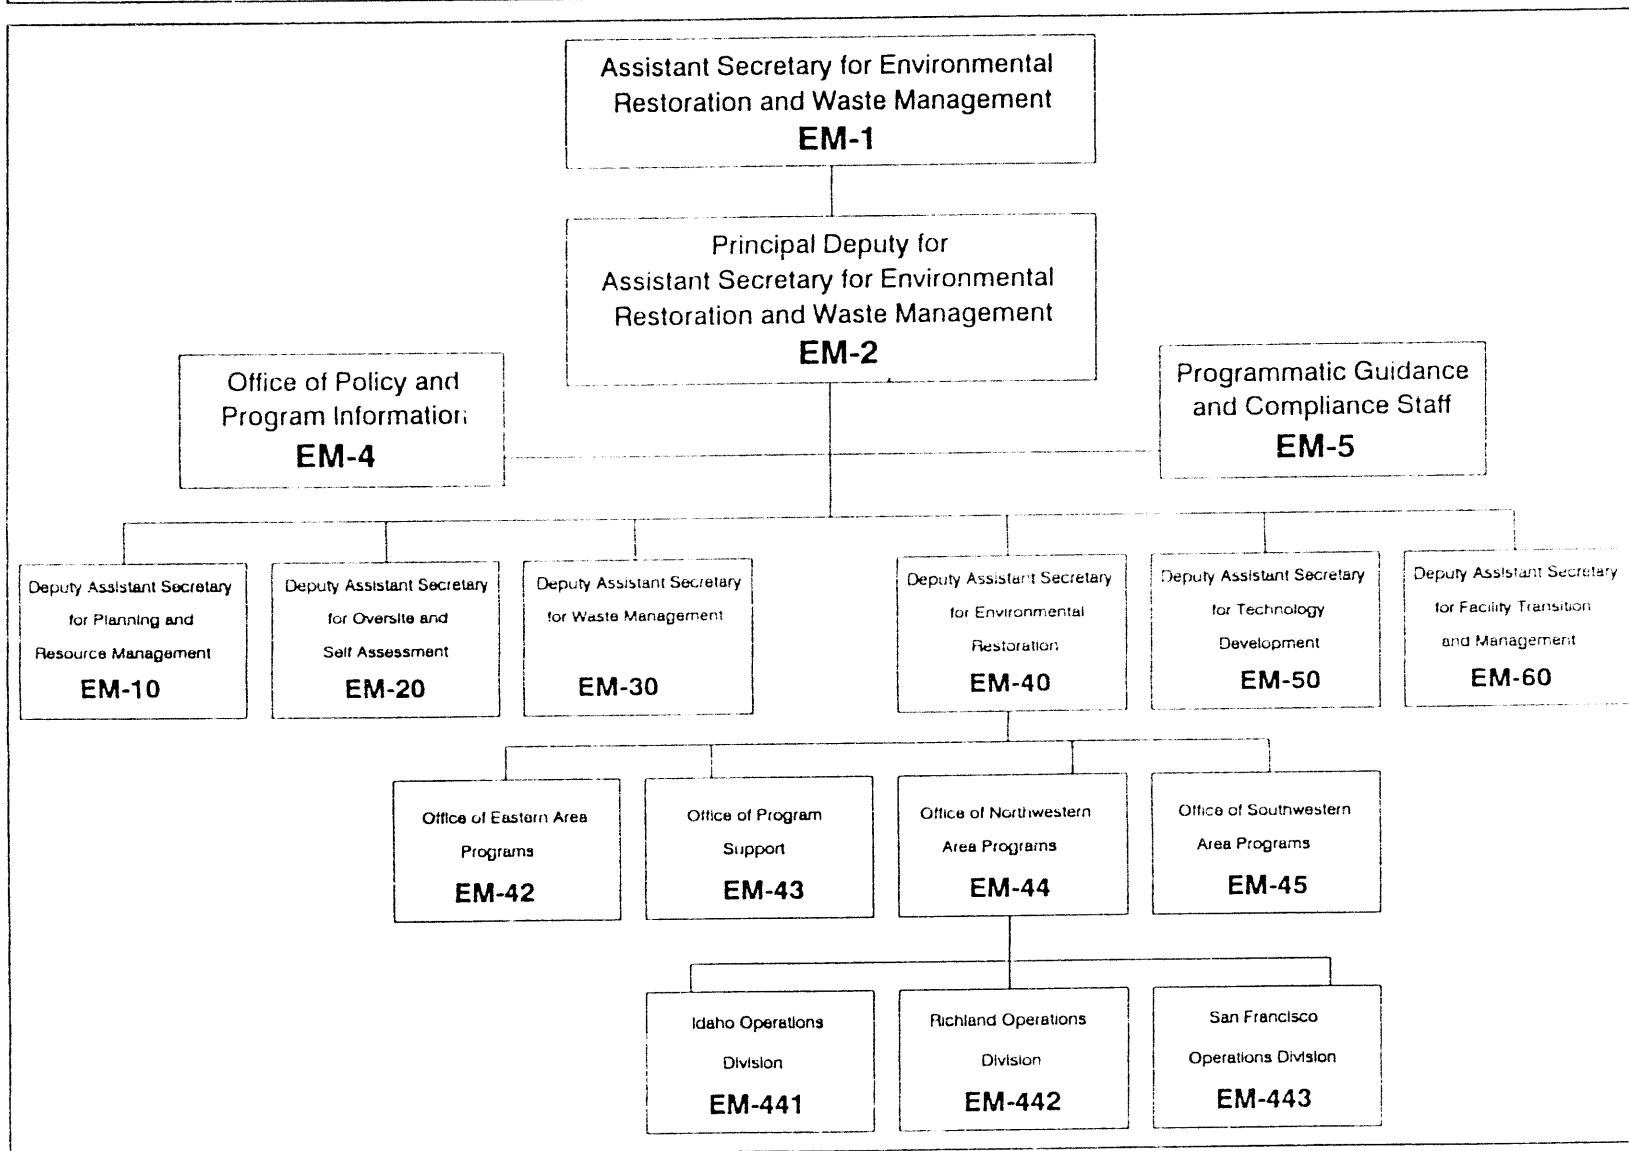 Assistant Secretary for Environmental
Restoration and Waste Management
EM-1
Principal Deputy for
Assistant Secretary for Environmental
Restoration and Waste Management
EM-2
Office of Policy and
Program Information
EM-4
Programmatic Guidance
and Compliance Staff
EM-5
Deputy Assistant Secretary
for Planning and
Resource Management
EM-10
Deputy Assistant Secretary
for Oversite and
Self Assessment
EM-20
Deputy Assistant Secretary
for Waste Management
EM-30
Deputy Assistant Secretary
for Environmental
Restoration
EM-40
Deputy Assistant Secretary
for Technology
Development
EM-50
Deputy Assistant Secretary
for Facility Transition
and Management
EM-60
Office of Eastern Area
Programs
EM-42
Office of Program
Support
EM-43
Office of Northwestern
Area Programs
EM-44
Office of Southwestern
Area Programs
EM-45
Idaho Operations
Division
EM-441
Richland Operations
Division
EM-442
San Francisco
Operations Division
EM-443